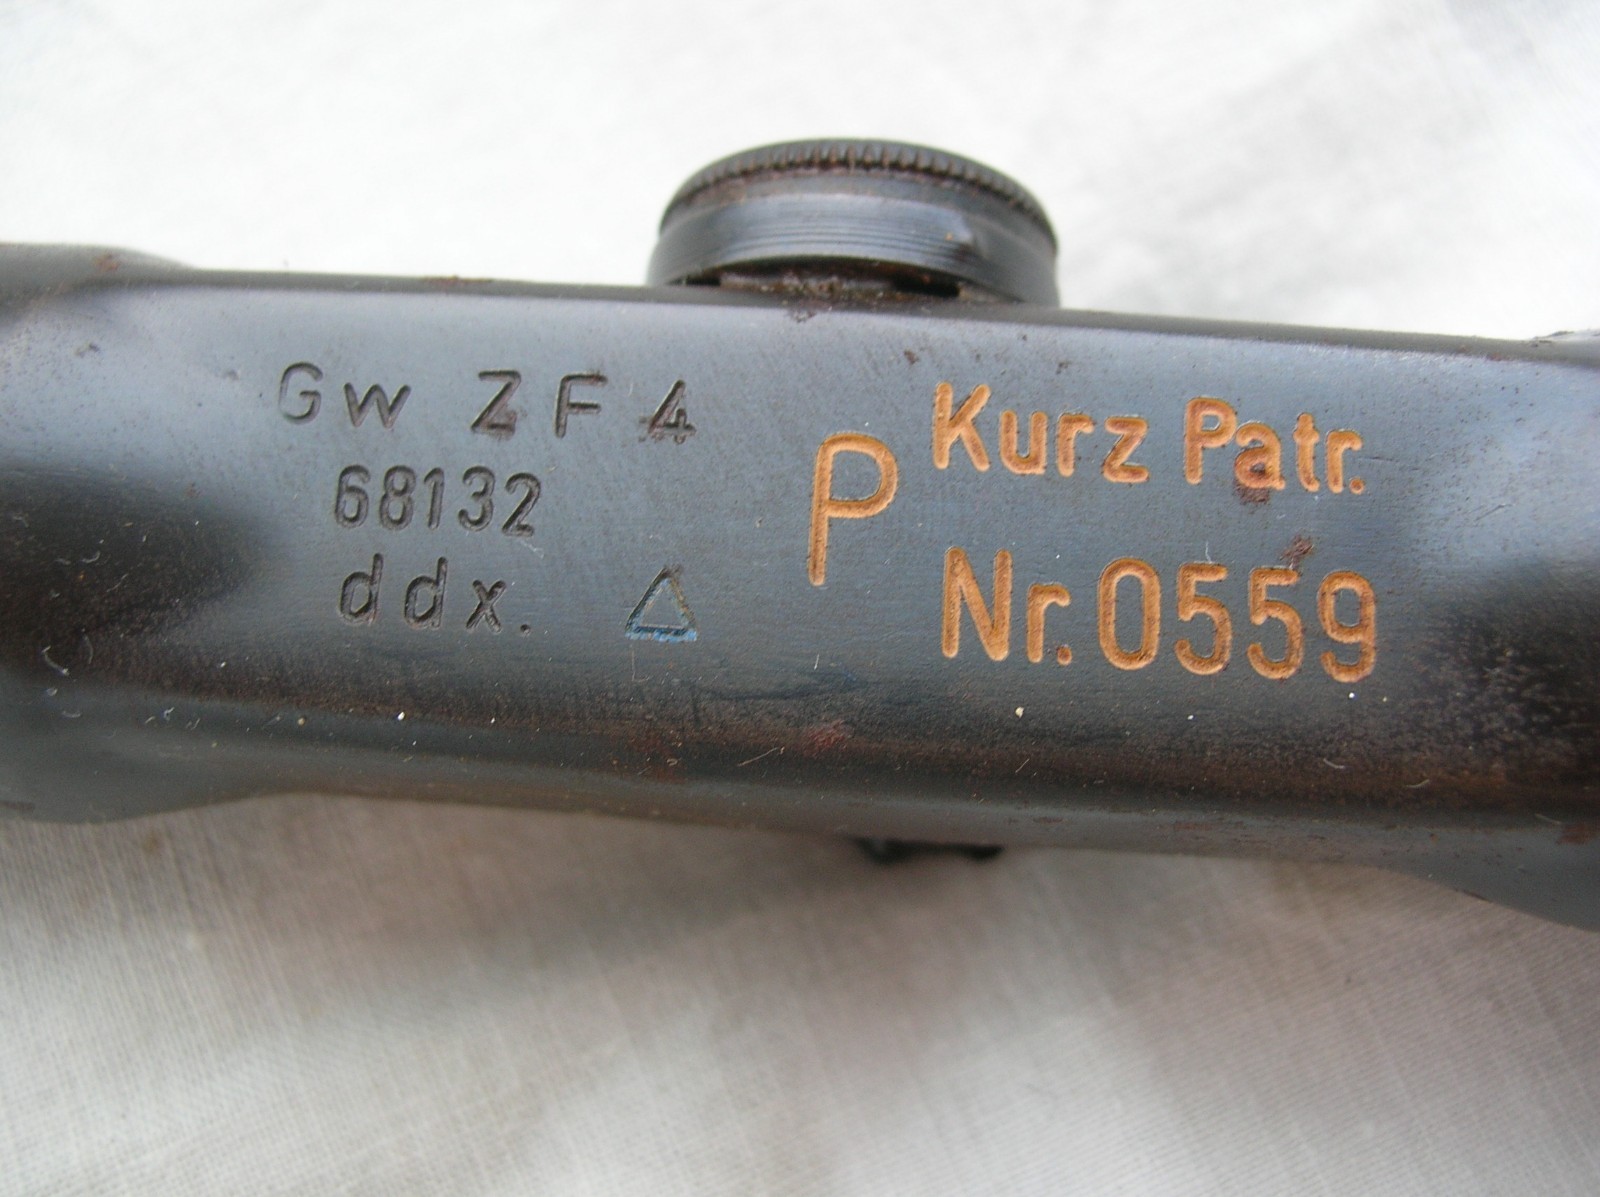 Gw ZF 4
68132
ddx. △
P
Kurz Patr.
Nr. 0559